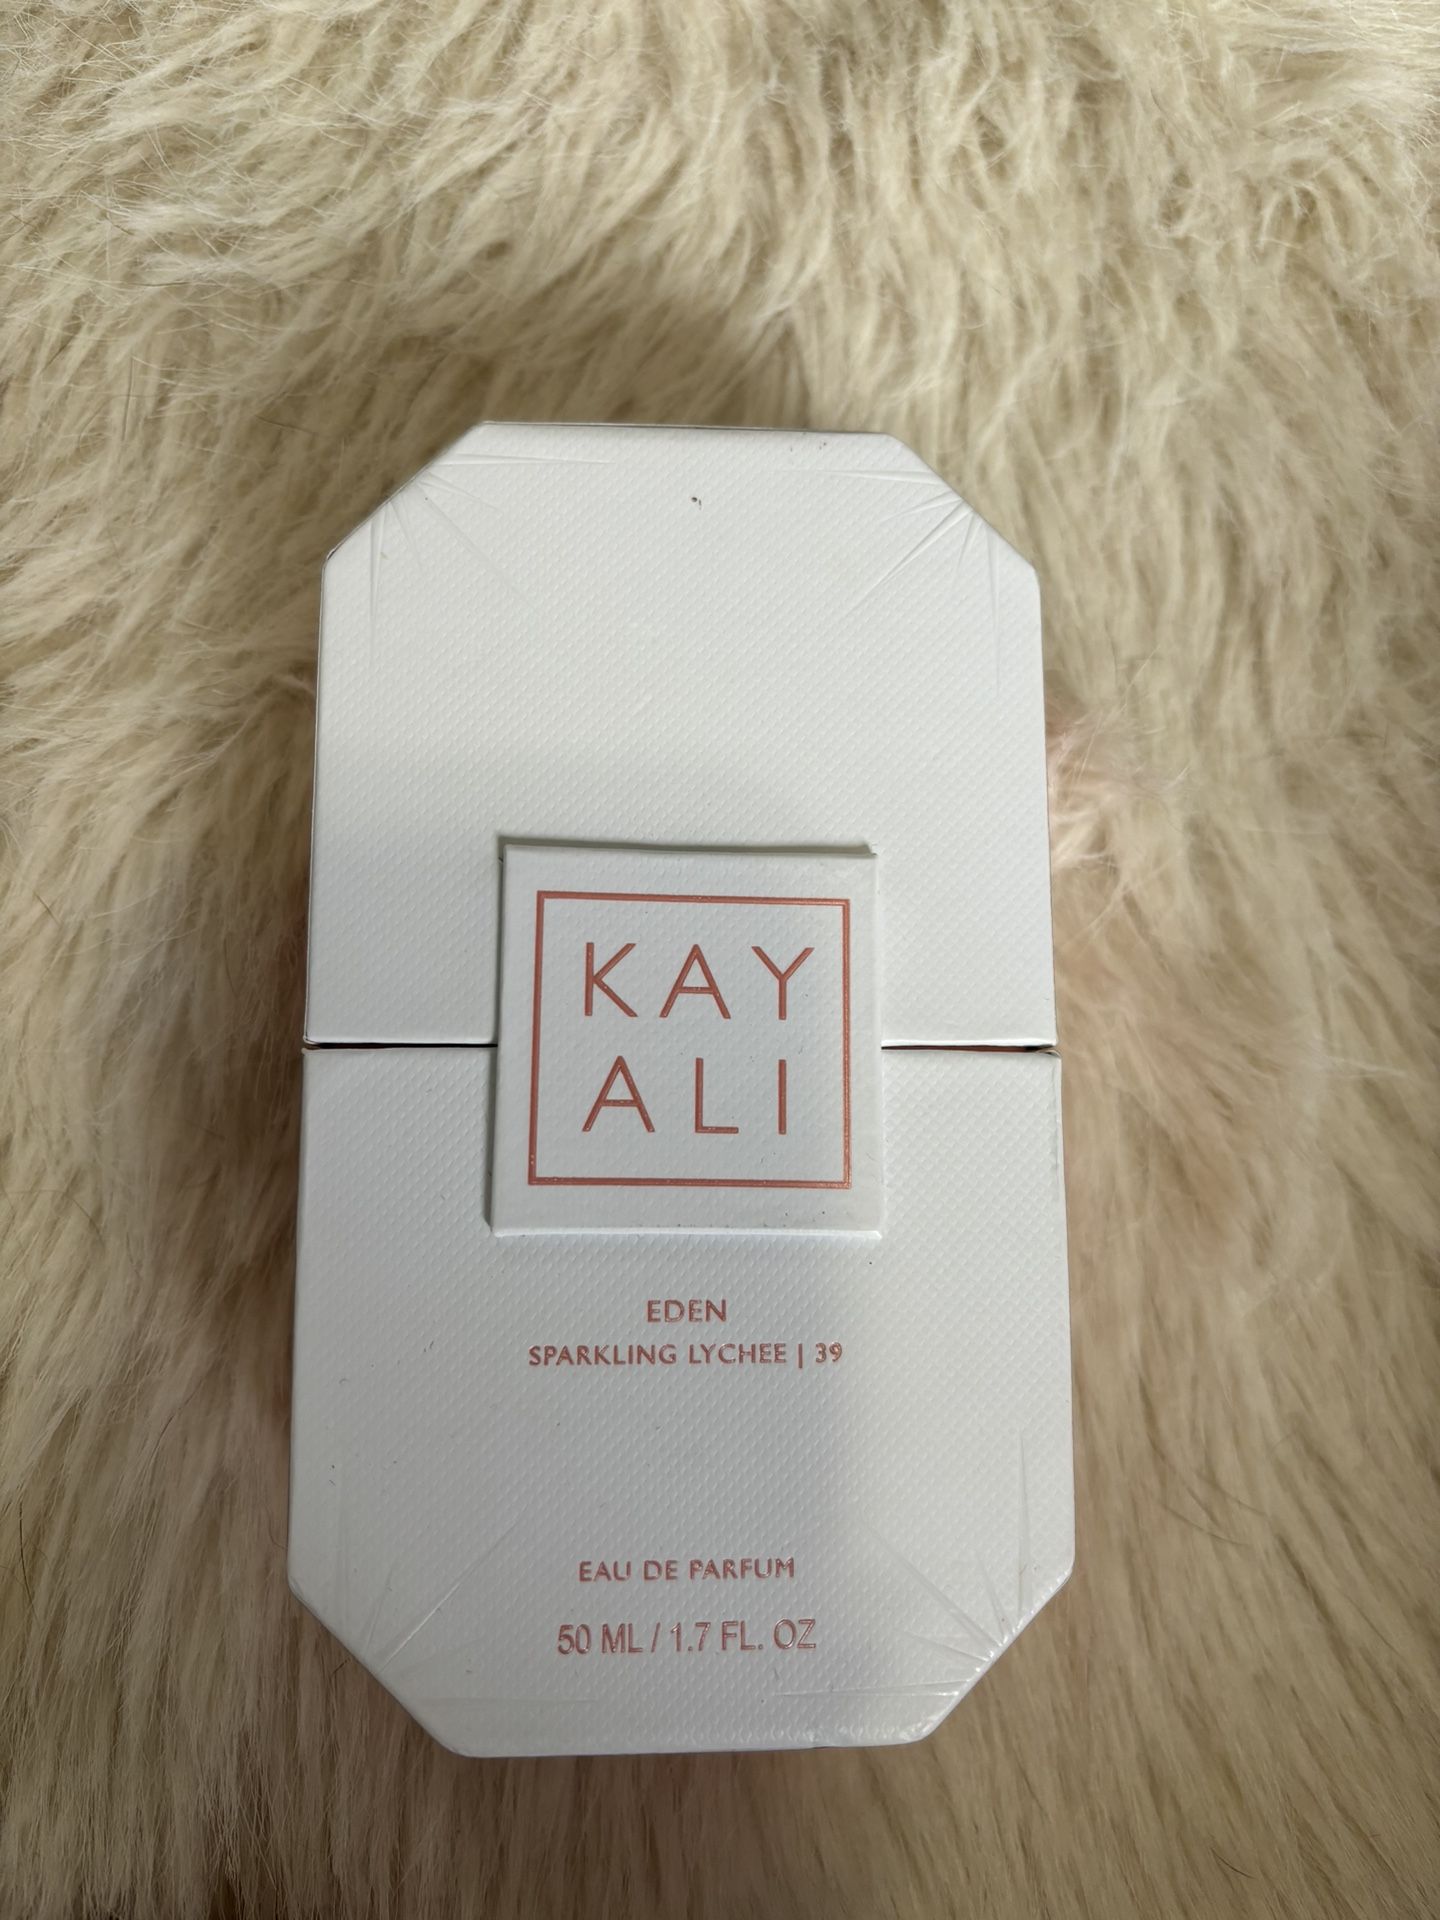 KAY
ALI
EDEN
SPARKLING LYCHEE | 39
EAU DE PARFUM
50 ML / 1.7 FL. OZ